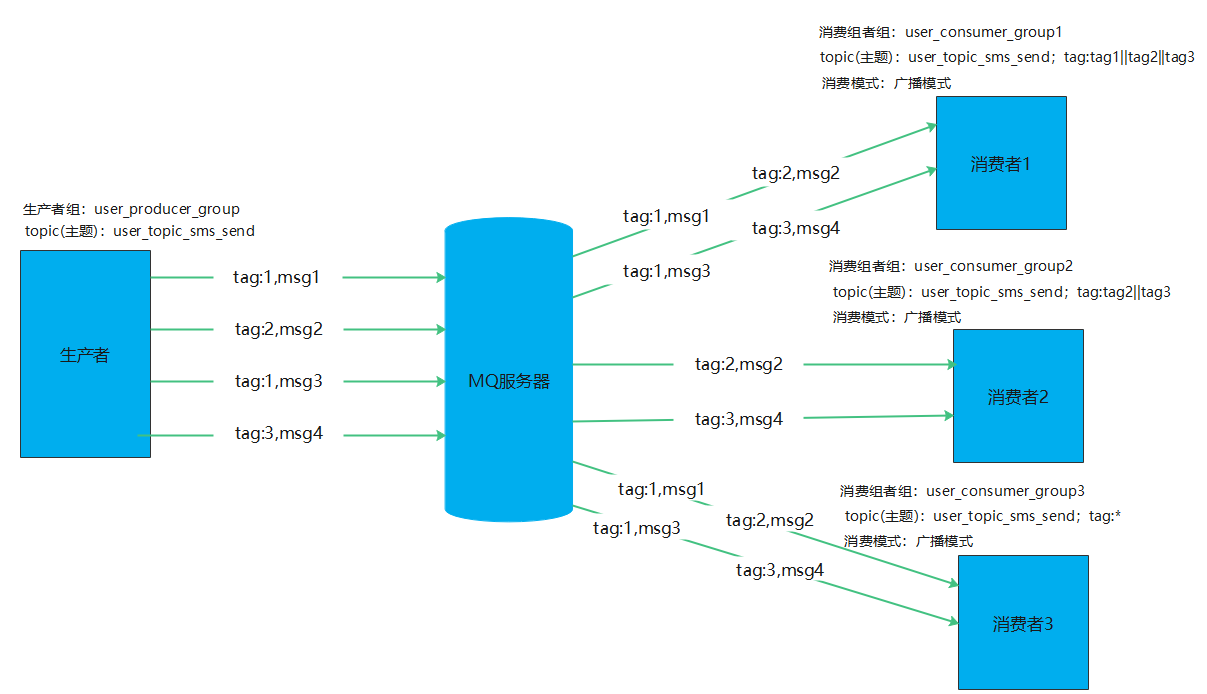 生产者组：user_producer_group
topic(主题)：user_topic_sms_send
生产者
tag:1,msg1
tag:2,msg2
tag:1,msg3
tag:3,msg4
MQ服务器
tag:2,msg2
tag:1,msg1
tag:3,msg4
tag:1,msg3
消费组者组：user_consumer_group1
topic(主题)：user_topic_sms_send；tag:tag1||tag2||tag3
消费模式：广播模式
消费者1
tag:2,msg2
tag:3,msg4
消费组者组：user_consumer_group2
topic(主题)：user_topic_sms_send；tag:tag2||tag3
消费模式：广播模式
消费者2
tag:1,msg1
tag:2,msg2
tag:1,msg3
tag:3,msg4
消费组者组：user_consumer_group3
topic(主题)：user_topic_sms_send；tag:*
消费模式：广播模式
消费者3